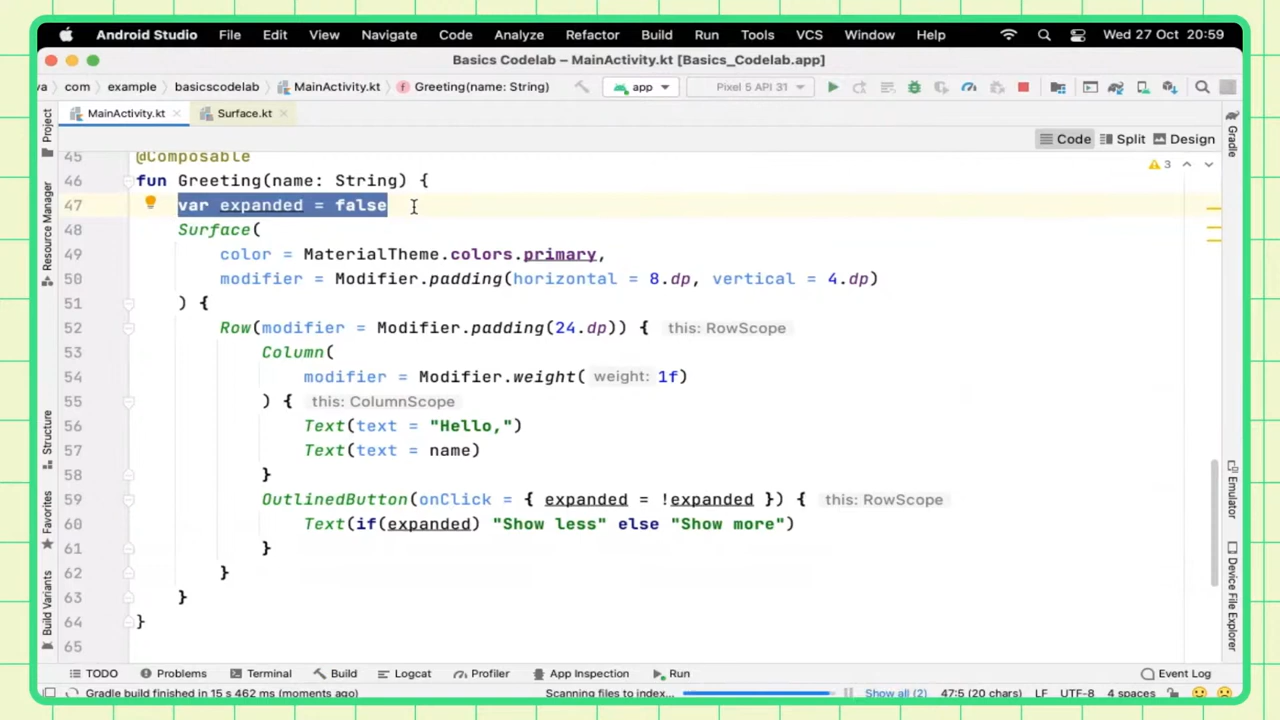 Android Studio File Edit View Navigate Code Analyze Refactor Build Run Tools VCS Window Help Wed 27 Oct 20:59
Basics Codelab – MainActivity.kt [Basics_Codelab.app]
va com example basicscodelab MainActivity.kt Greeting(name: String) app Pixel 5 API 31
MainActivity.kt Surface.kt
Code Split Design
45 @Composable
46 fun Greeting(name: String) {
47 var expanded = false
48 Surface(
49 color = MaterialTheme.colors.primary,
50 modifier = Modifier.padding(horizontal = 8.dp, vertical = 4.dp)
51 ) {
52 Row(modifier = Modifier.padding(24.dp)) { this: RowScope
53 Column(
54 modifier = Modifier.weight( weight: 1f)
55 ) { this: ColumnScope
56 Text(text = "Hello,")
57 Text(text = name)
58 }
59 OutlinedButton(onClick = { expanded = !expanded }) { this: RowScope
60 Text(if(expanded) "Show less" else "Show more")
61 }
62 }
63 }
64 }
65
3
Project
Resource Manager
Structure
Favorites
Build Variants
Gradle
Emulator
Device File Explorer
TODO Problems Terminal Build Logcat Profiler App Inspection Run Event Log
Gradle build finished in 15 s 462 ms (moments ago) Scanning files to index... Show all (2) 47:5 (20 chars) LF UTF-8 4 spaces